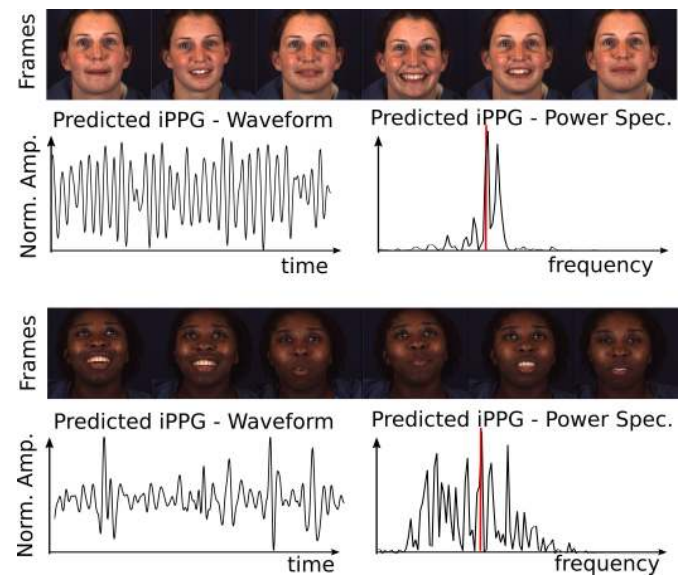 Frames
Predicted iPPG - Waveform
Predicted iPPG - Power Spec.
Norm. Amp.
time
frequency
Frames
Predicted iPPG - Waveform
Predicted iPPG - Power Spec.
Norm. Amp.
time
frequency